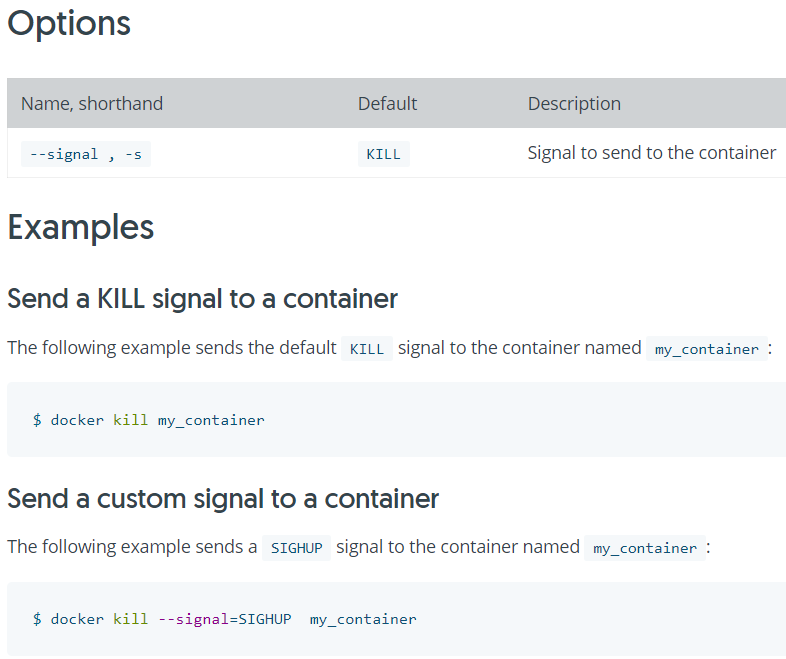 Options
Name, shorthand Default Description
--signal , -s KILL Signal to send to the container
Examples
Send a KILL signal to a container
The following example sends the default KILL signal to the container named my_container :
$ docker kill my_container
Send a custom signal to a container
The following example sends a SIGHUP signal to the container named my_container :
$ docker kill --signal=SIGHUP  my_container